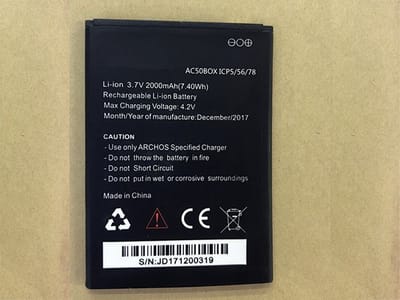 AC50BOX ICP5/56/78
Li-ion 3.7V 2000mAh(7.40Wh)
Rechargeable Li-ion Battery
Max Charging Voltage: 4.2V
Month/Year of manufacture:December/2017
CAUTION
- Use only ARCHOS Specified Charger
- Do not throw the battery in fire
- Do not Short Circuit
- Do not put in wet or corrosive surroundings
Made in China
CE
S/N:JD171200319